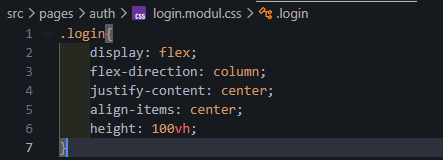 src > pages > auth > css login.modul.css > .login
1 .login{
2 display: flex;
3 flex-direction: column;
4 justify-content: center;
5 align-items: center;
6 height: 100vh;
7 }